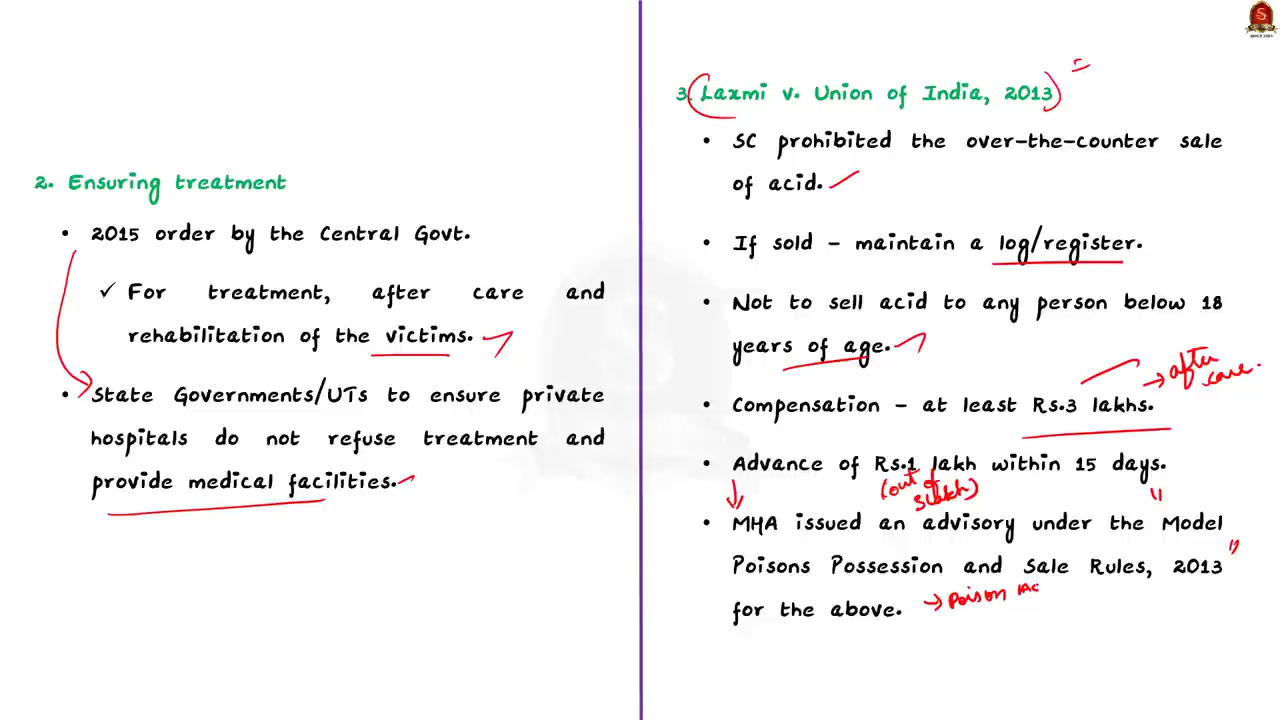 2. Ensuring treatment
• 2015 order by the Central Govt.
✓ For treatment, after care and
rehabilitation of the victims.
• State Governments/UTs to ensure private
hospitals do not refuse treatment and
provide medical facilities.
3. Laxmi v. Union of India, 2013
• SC prohibited the over-the-counter sale
of acid.
• If sold - maintain a log/register.
• Not to sell acid to any person below 18
years of age.
→ after
care.
• Compensation - at least Rs.3 lakhs.
• Advance of Rs.1 lakh within 15 days.
(out of
3 lakh)
• MHA issued an advisory under the Model
Poisons Possession and Sale Rules, 2013
for the above.
→ Poison